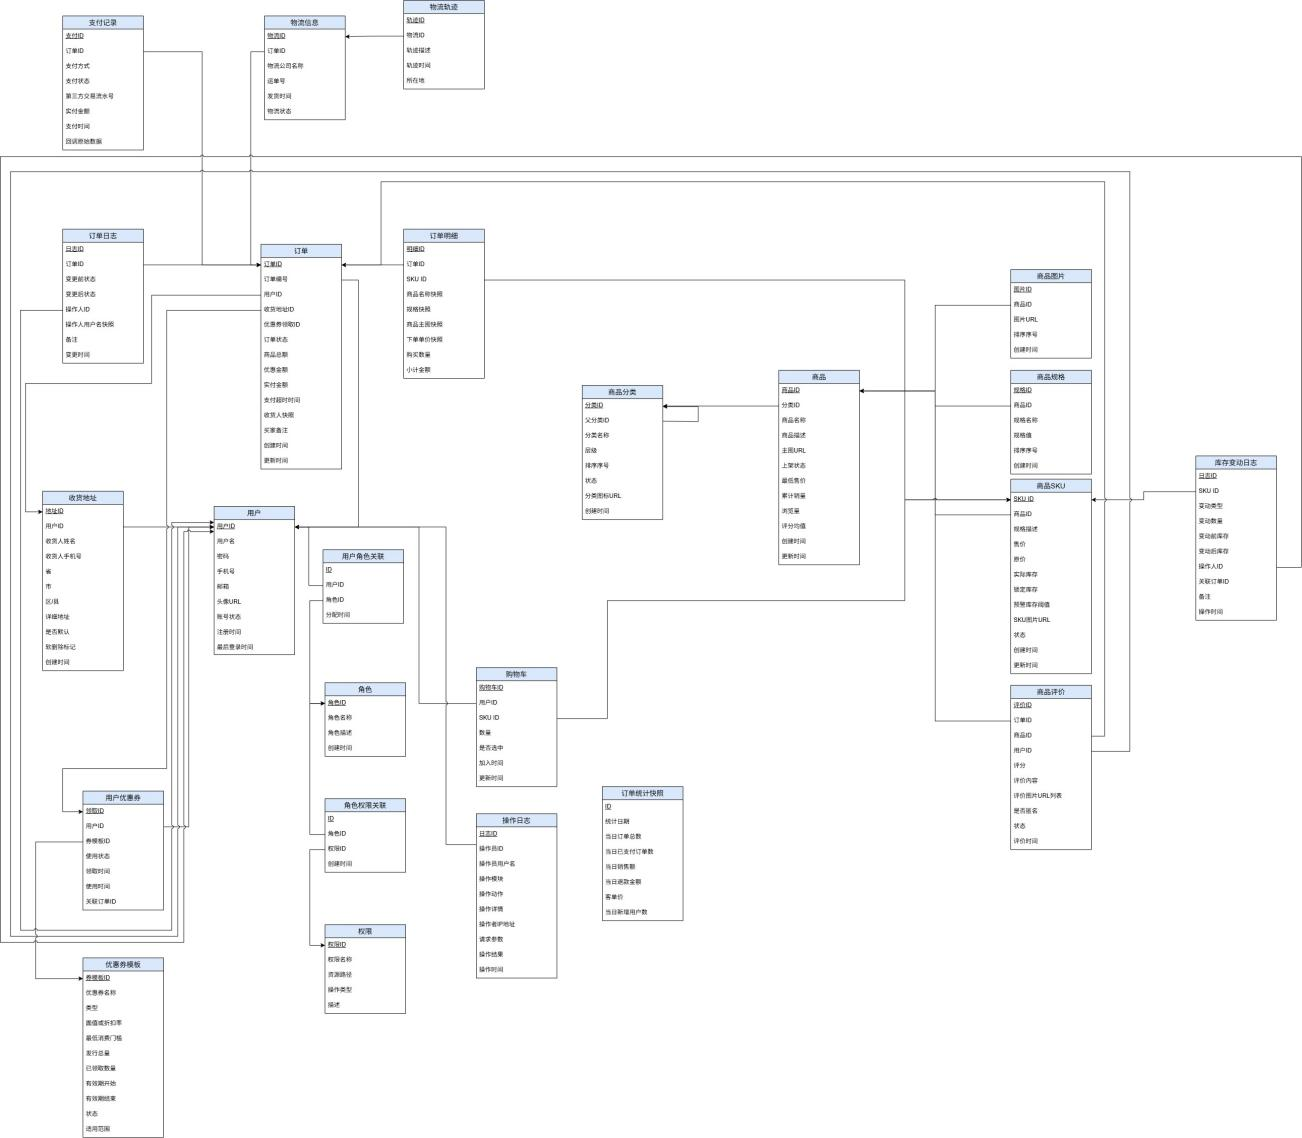 支付记录
支付ID
订单ID
支付方式
支付状态
第三方交易流水号
实付金额
支付时间
回调原始数据
物流信息
物流ID
订单ID
物流公司名称
运单号
发货时间
物流状态
物流轨迹
轨迹ID
物流ID
轨迹描述
轨迹时间
所在地
订单日志
日志ID
订单ID
变更前状态
变更后状态
操作人ID
操作人用户名快照
备注
变更时间
订单
订单ID
订单编号
用户ID
收货地址ID
优惠券领取ID
订单状态
商品总额
优惠金额
实付金额
支付超时时间
收货人快照
买家备注
创建时间
更新时间
订单明细
明细ID
订单ID
SKU ID
商品名称快照
规格快照
商品主图快照
下单单价快照
购买数量
小计金额
商品分类
分类ID
父分类ID
分类名称
层级
排序序号
状态
分类图标URL
创建时间
商品
商品ID
分类ID
商品名称
商品描述
主图URL
上架状态
最低售价
累计销量
浏览量
评分均值
创建时间
更新时间
商品图片
图片ID
商品ID
图片URL
排序序号
创建时间
商品规格
规格ID
商品ID
规格名称
规格值
排序序号
创建时间
商品SKU
SKU ID
商品ID
规格描述
售价
原价
实际库存
锁定库存
预警库存阈值
SKU图片URL
状态
创建时间
更新时间
库存变动日志
日志ID
SKU ID
变动类型
变动数量
变动前库存
变动后库存
操作人ID
关联订单ID
备注
操作时间
收货地址
地址ID
用户ID
收货人姓名
收货人手机号
省
市
区/县
详细地址
是否默认
软删除标记
创建时间
用户
用户ID
用户名
密码
手机号
邮箱
头像URL
账号状态
注册时间
最后登录时间
用户角色关联
ID
用户ID
角色ID
分配时间
角色
角色ID
角色名称
角色描述
创建时间
购物车
购物车ID
用户ID
SKU ID
数量
是否选中
加入时间
更新时间
商品评价
评价ID
订单ID
商品ID
用户ID
评分
评价内容
评价图片URL列表
是否匿名
状态
评价时间
用户优惠券
领取ID
用户ID
券模板ID
使用状态
领取时间
使用时间
关联订单ID
角色权限关联
ID
角色ID
权限ID
创建时间
操作日志
日志ID
操作员ID
操作员用户名
操作模块
操作动作
操作详情
操作者IP地址
请求参数
操作结果
操作时间
订单统计快照
ID
统计日期
当日订单总数
当日已支付订单数
当日销售额
当日退款金额
客单价
当日新增用户数
权限
权限ID
权限名称
资源路径
操作类型
描述
优惠券模板
券模板ID
优惠券名称
类型
面值或折扣率
最低消费门槛
发行总量
已领取数量
有效期开始
有效期结束
状态
适用范围